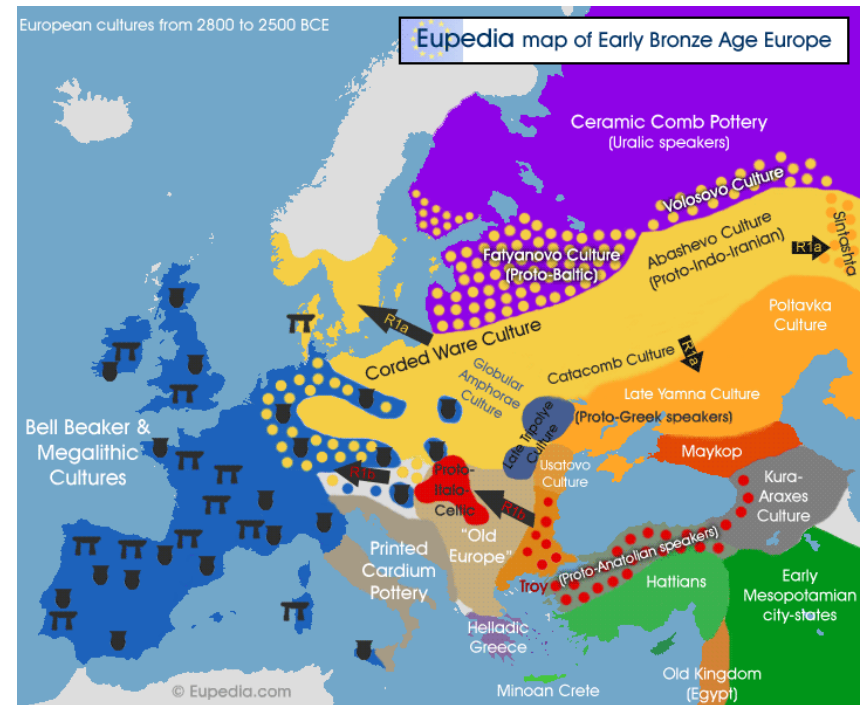 European cultures from 2800 to 2500 BCE
Eupedia map of Early Bronze Age Europe
Ceramic Comb Pottery
(Uralic speakers)
Volosovo Culture
Sintashta
Abashevo Culture
(Proto-Indo-Iranian)
R1a
Fatyanovo Culture
(Proto-Baltic)
R1a
Poltavka
Culture
Corded Ware Culture
Globular
Amphorae
Culture
Catacomb Culture
R1a
Late Yamna Culture
(Proto-Greek speakers)
Late Tripolye
Culture
Bell Beaker &
Megalithic
Cultures
Maykop
Usatovo
Culture
Kura-
Araxes
Culture
R1b
Proto-
Italo-
Celtic
R1b
"Old
Europe"
Printed
Cardium
Pottery
(Proto-Anatolian speakers)
Troy
Hattians
Early
Mesopotamian
city-states
Helladic
Greece
Minoan Crete
Old Kingdom
(Egypt)
© Eupedia.com